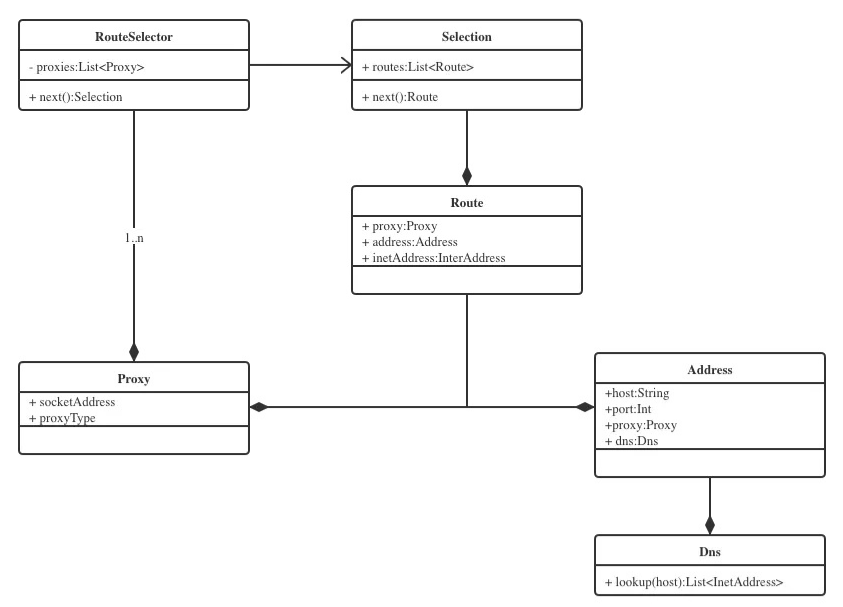 RouteSelector
- proxies:List<Proxy>
+ next():Selection
Selection
+ routes:List<Route>
+ next():Route
1..n
Route
+ proxy:Proxy
+ address:Address
+ inetAddress:InterAddress
Proxy
+ socketAddress
+ proxyType
Address
+host:String
+port:Int
+proxy:Proxy
+ dns:Dns
Dns
+ lookup(host):List<InetAddress>